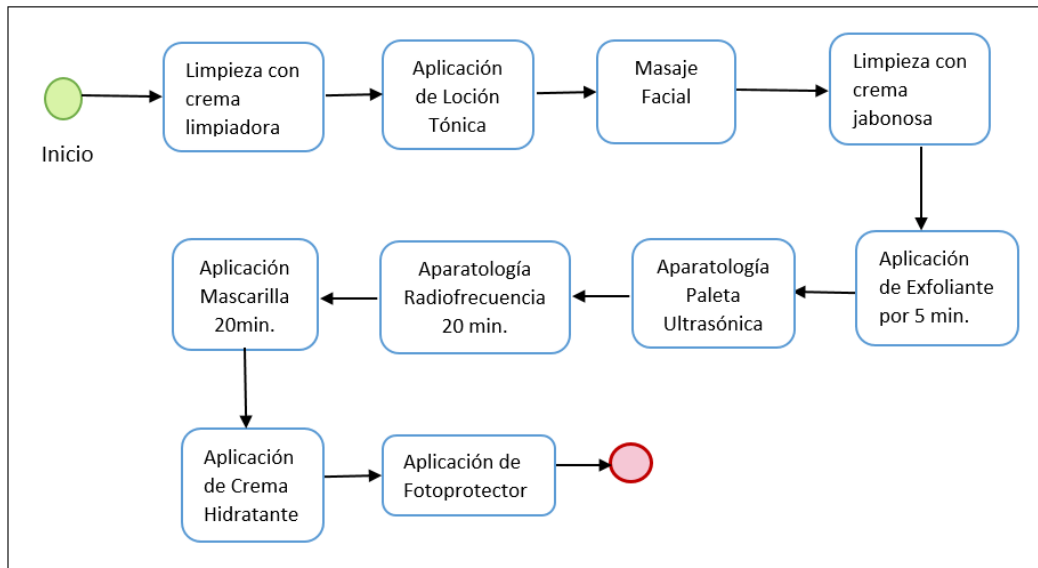 Inicio
Limpieza con
crema
limpiadora
Aplicación
de Loción
Tónica
Masaje
Facial
Limpieza con
crema
jabonosa
Aplicación
de Exfoliante
por 5 min.
Aparatología
Paleta
Ultrasónica
Aparatología
Radiofrecuencia
20 min.
Aplicación
Mascarilla
20min.
Aplicación
de Crema
Hidratante
Aplicación de
Fotoprotector